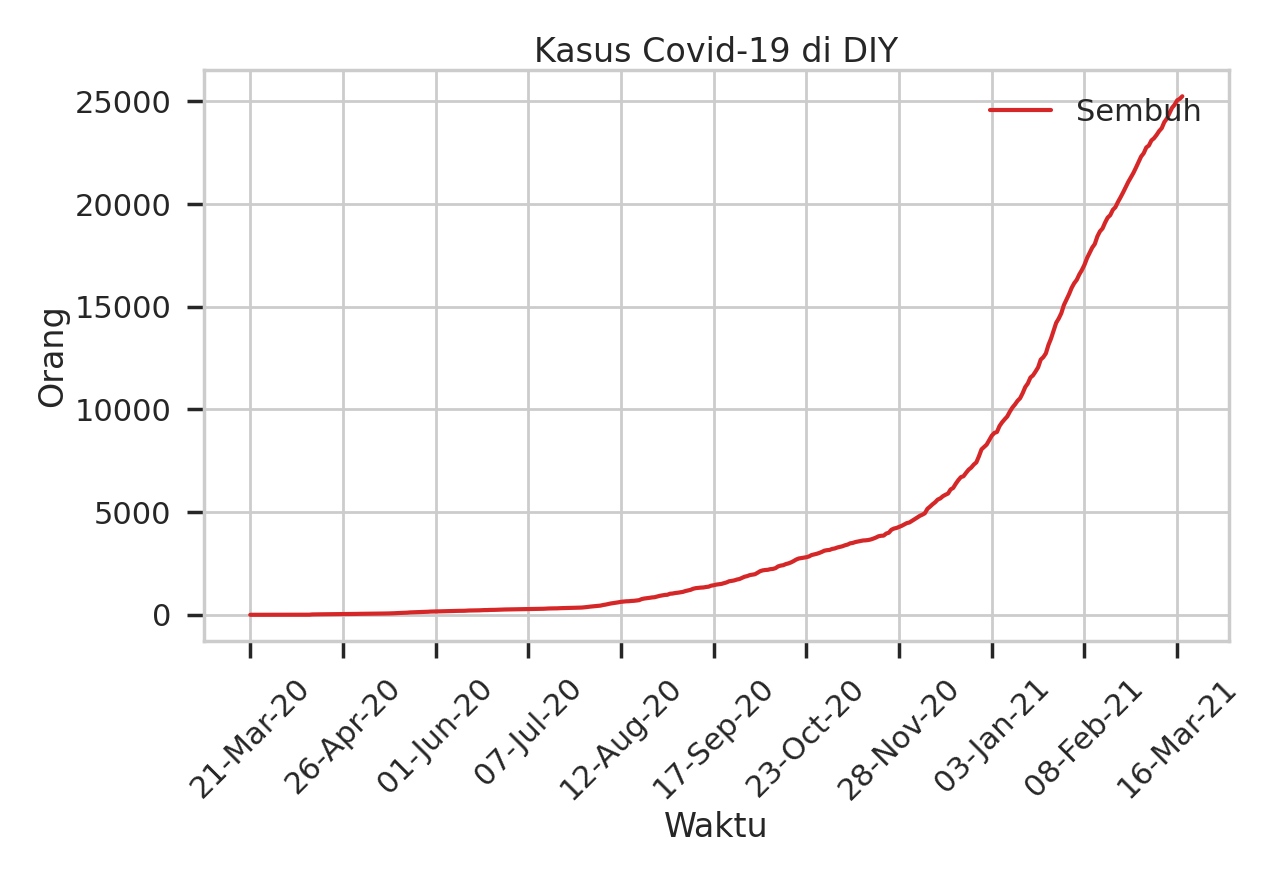 Kasus Covid-19 di DIY
Sembuh
25000
20000
15000
10000
5000
0
Orang
21-Mar-20
26-Apr-20
01-Jun-20
07-Jul-20
12-Aug-20
17-Sep-20
23-Oct-20
28-Nov-20
03-Jan-21
08-Feb-21
16-Mar-21
Waktu